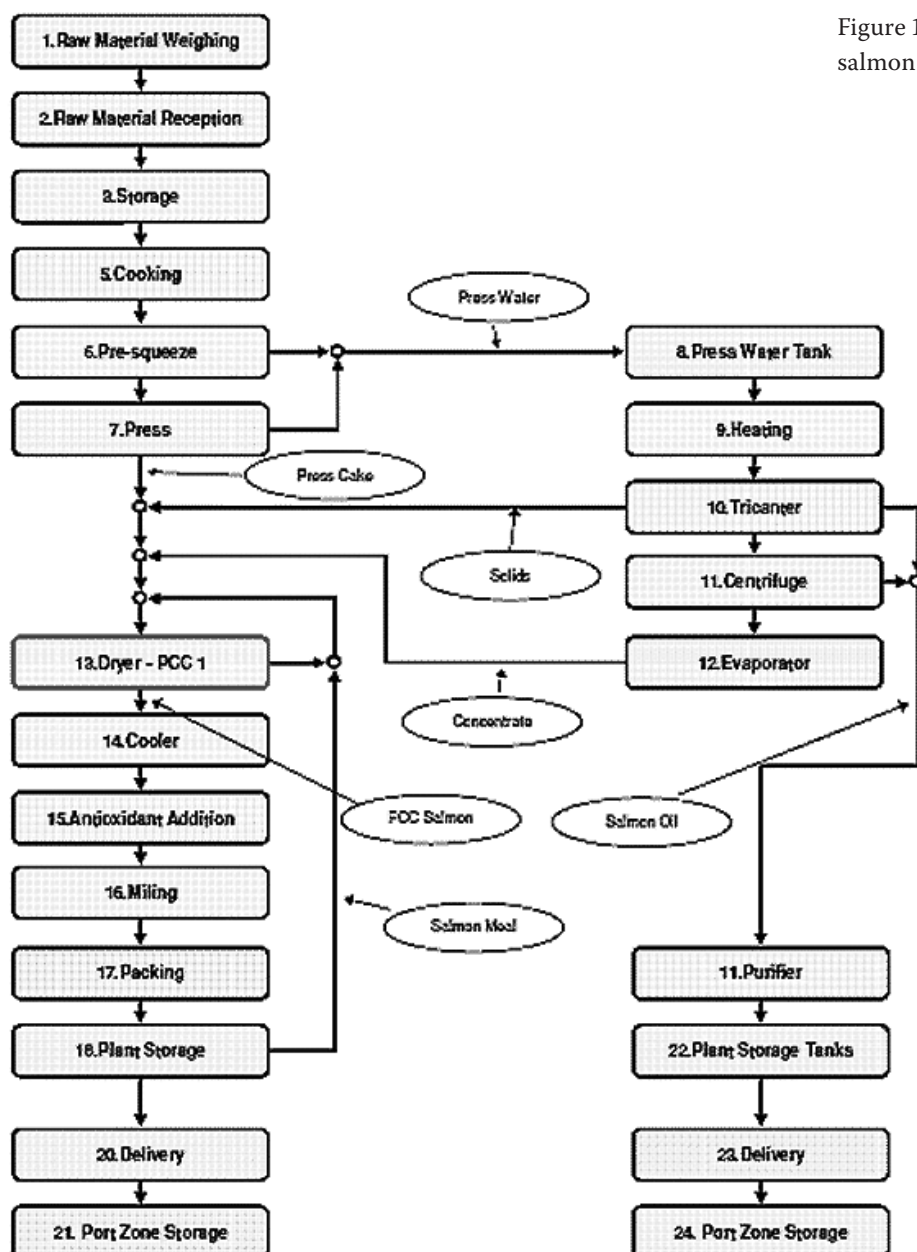 Figure 1
salmon
1. Raw Material Weighing
2. Raw Material Reception
3. Storage
5. Cooking
Press Water
6. Pre-squeeze
8. Press Water Tank
7. Press
9. Heating
Press Cake
10. Tricanter
Solids
11. Centrifuge
13. Dryer - PCC 1
12. Evaporator
Concentrate
14. Cooler
15. Antioxidant Addition
Salmon
Salmon Oil
16. Miling
Salmon Meal
17. Packing
11. Purifier
18. Plant Storage
22. Plant Storage Tanks
20. Delivery
23. Delivery
21. Port Zone Storage
24. Port Zone Storage